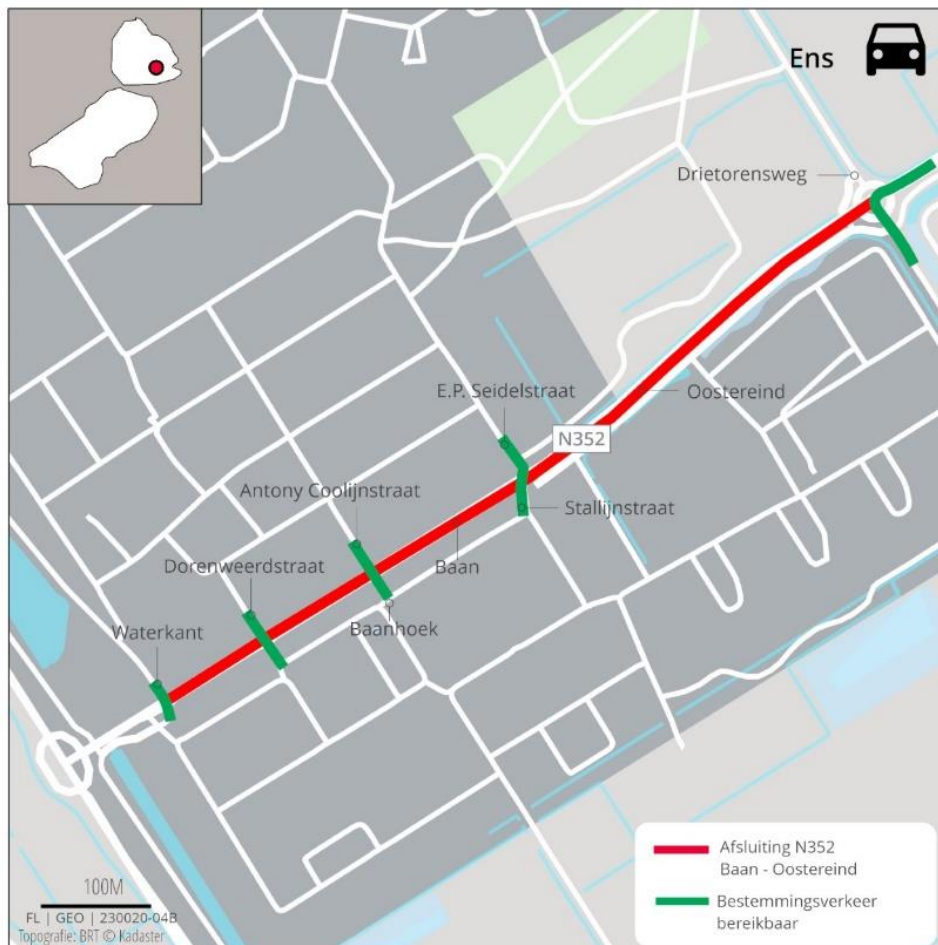 Ens
Drietorensweg
E.P. Seidelstraat
Oostereind
N352
Antony Coolijnstraat
Stallijnstraat
Dorenweerdstraat
Baan
Waterkant
Baanhoek
Afsluiting N352
Baan - Oostereind
Bestemmingsverkeer
bereikbaar
100M
FL | GEO | 230020-04B
Topografie: BRT © Kadaster